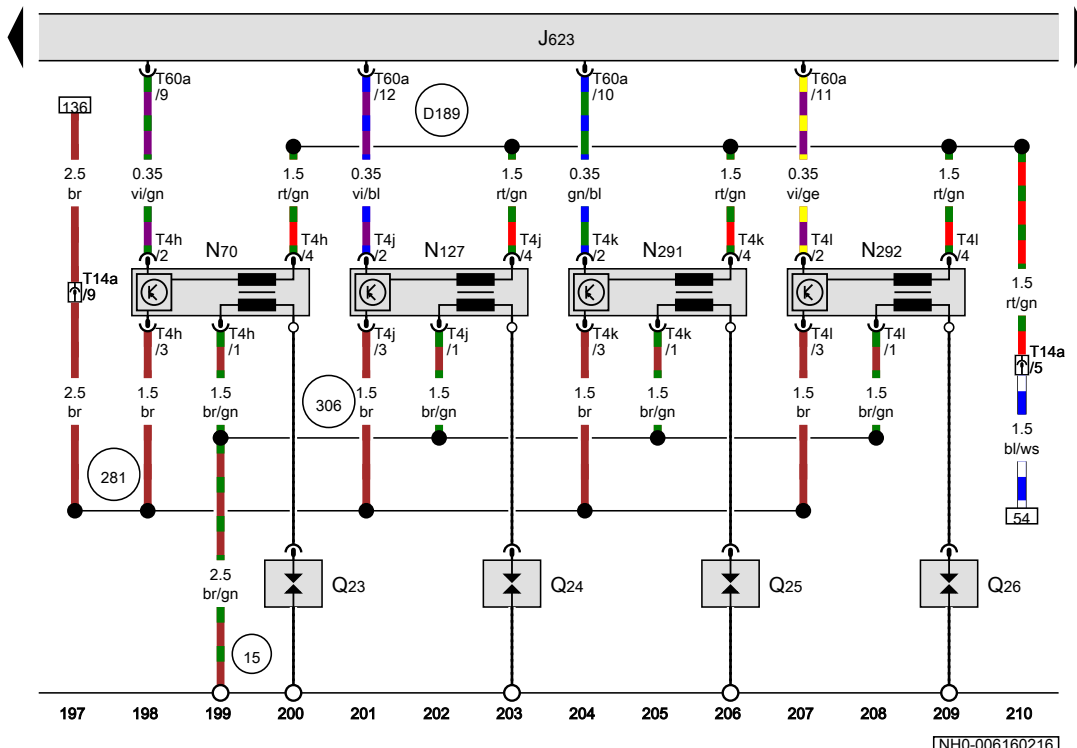 J623
T60a
/9
T60a
/12
T60a
/10
T60a
/11
136
D189
2.5
br
0.35
vi/gn
1.5
rt/gn
0.35
vi/bl
1.5
rt/gn
0.35
gn/bl
1.5
rt/gn
0.35
vi/ge
1.5
rt/gn
T4h
/2
N70
T4h
/4
T4j
/2
N127
T4j
/4
T4k
/2
N291
T4k
/4
T4l
/2
N292
T4l
/4
T14a
/9
1.5
rt/gn
T4h
/3
T4h
/1
T4j
/3
T4j
/1
T4k
/3
T4k
/1
T4l
/3
T4l
/1
T14a
/5
2.5
br
1.5
br
1.5
br/gn
306
1.5
br
1.5
br/gn
1.5
br
1.5
br/gn
1.5
br
1.5
br/gn
1.5
bl/ws
281
54
2.5
br/gn
Q23
Q24
Q25
Q26
15
197 198 199 200 201 202 203 204 205 206 207 208 209 210
NH0-006160216